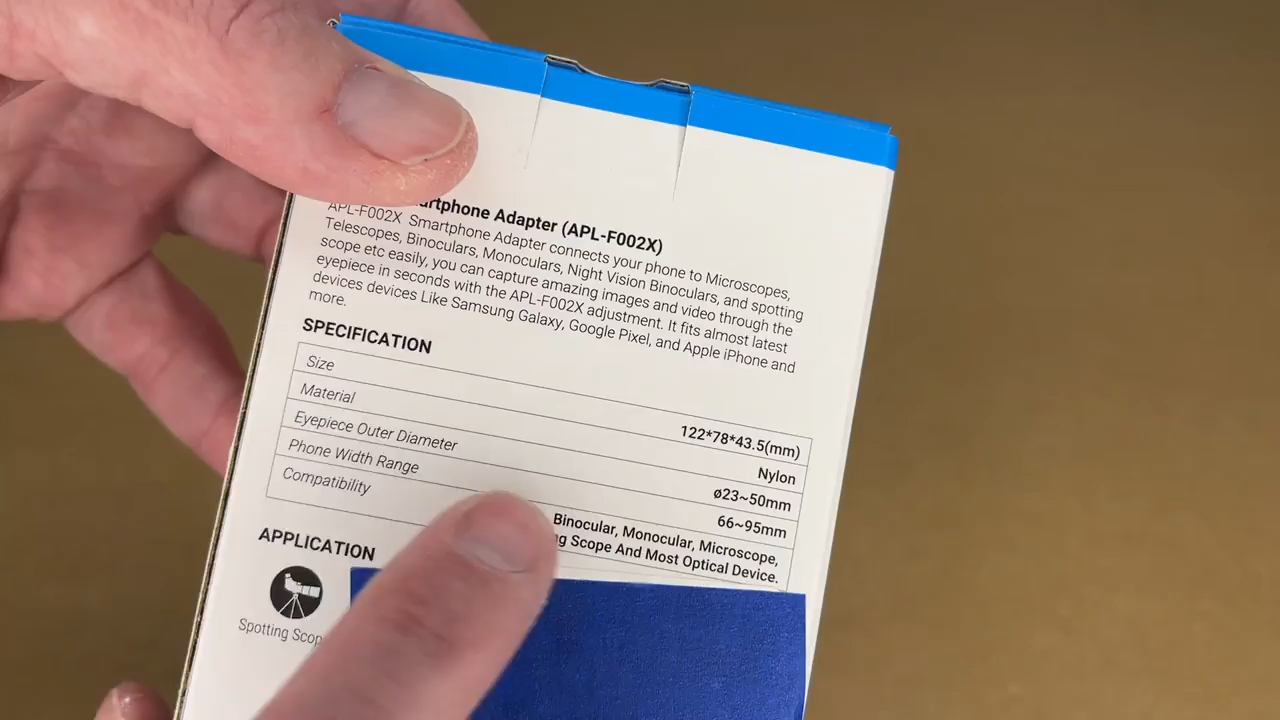 Smartphone Adapter (APL-F002X)
APL-F002X Smartphone Adapter connects your phone to Microscopes,
Telescopes, Binoculars, Monoculars, Night Vision Binoculars, and spotting
scope etc easily, you can capture amazing images and video through the
eyepiece in seconds with the APL-F002X adjustment. It fits almost latest
devices devices Like Samsung Galaxy, Google Pixel, and Apple iPhone and
more.
SPECIFICATION
Size 122*78*43.5(mm)
Material Nylon
Eyepiece Outer Diameter ø23~50mm
Phone Width Range 66~95mm
Compatibility Binocular, Monocular, Microscope,
Scope And Most Optical Device.
APPLICATION
Spotting Scop